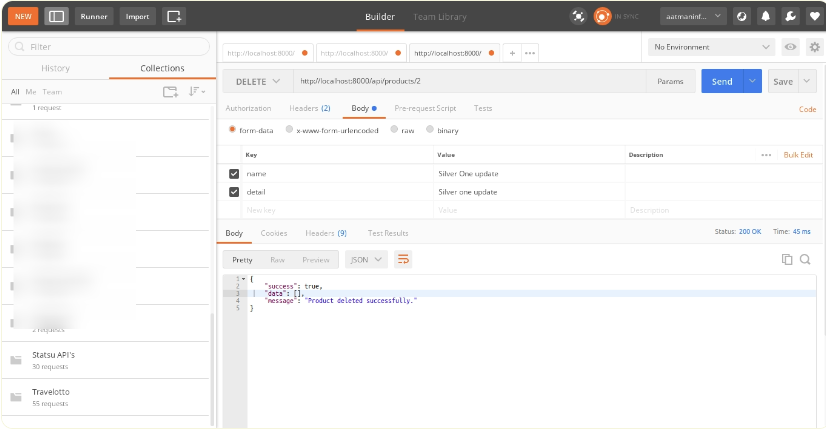 NEW Runner Import Builder Team Library IN SYNC aatmanint...
Filter
History Collections
All Me Team
1 request
2 requests
Statsu API's
30 requests
Travelotto
55 requests
http://localhost:8000/ http://localhost:8000/ http://localhost:8000/ + ••• No Environment
DELETE http://localhost:8000/api/products/2 Params Send Save
Authorization Headers (2) Body Pre-request Script Tests Code
form-data x-www-form-urlencoded raw binary
Key Value Description ••• Bulk Edit
name Silver One update
detail Silver one update
New key Value Description
Body Cookies Headers (9) Test Results Status: 200 OK Time: 45 ms
Pretty Raw Preview JSON
1 {
2 "success": true,
3 "data": [],
4 "message": "Product deleted successfully."
5 }